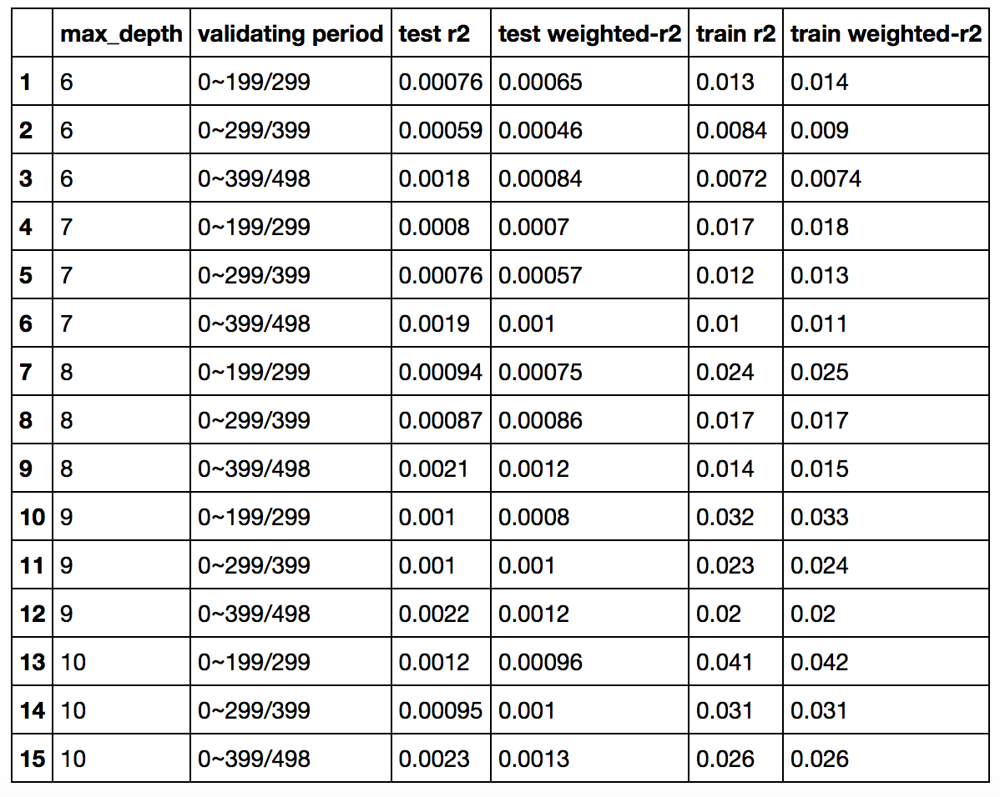 max_depth validating period test r2 test weighted-r2 train r2 train weighted-r2
1 6 0~199/299 0.00076 0.00065 0.013 0.014
2 6 0~299/399 0.00059 0.00046 0.0084 0.009
3 6 0~399/498 0.0018 0.00084 0.0072 0.0074
4 7 0~199/299 0.0008 0.0007 0.017 0.018
5 7 0~299/399 0.00076 0.00057 0.012 0.013
6 7 0~399/498 0.0019 0.001 0.01 0.011
7 8 0~199/299 0.00094 0.00075 0.024 0.025
8 8 0~299/399 0.00087 0.00086 0.017 0.017
9 8 0~399/498 0.0021 0.0012 0.014 0.015
10 9 0~199/299 0.001 0.0008 0.032 0.033
11 9 0~299/399 0.001 0.001 0.023 0.024
12 9 0~399/498 0.0022 0.0012 0.02 0.02
13 10 0~199/299 0.0012 0.00096 0.041 0.042
14 10 0~299/399 0.00095 0.001 0.031 0.031
15 10 0~399/498 0.0023 0.0013 0.026 0.026